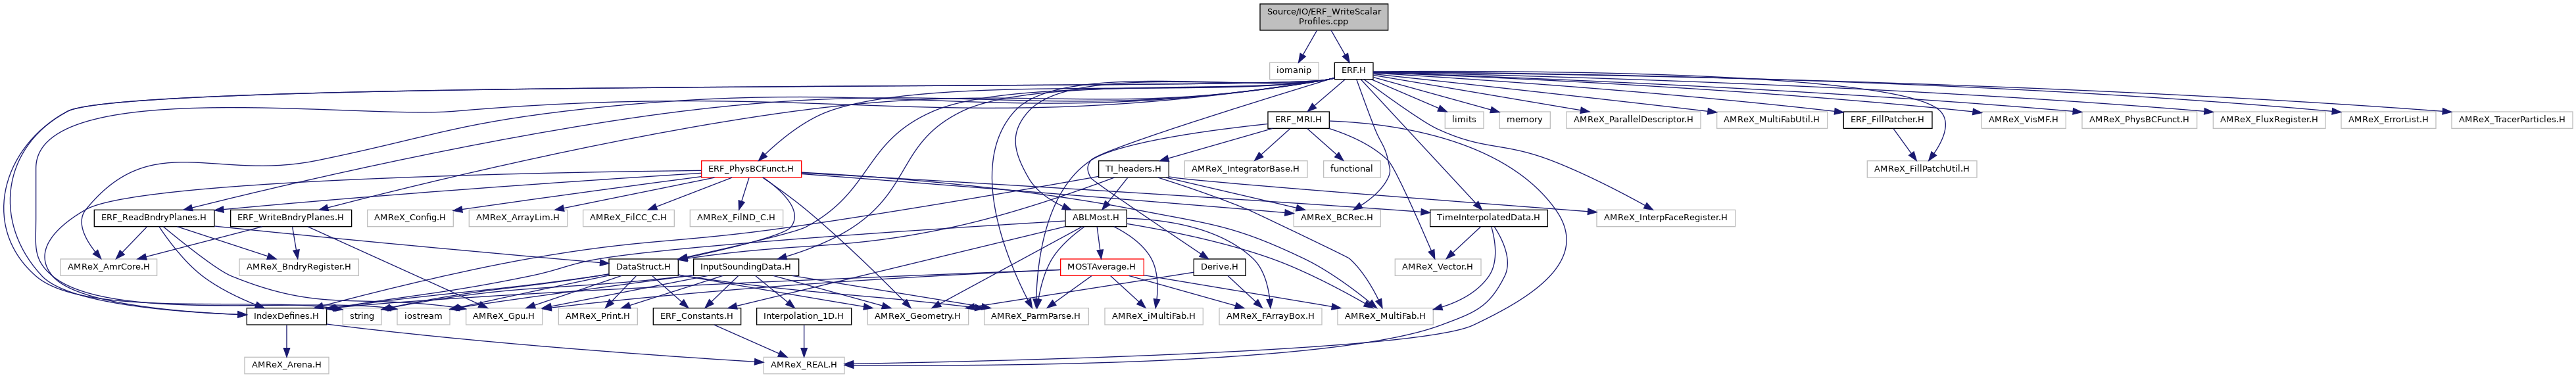 Source/IO/ERF_WriteScalar
Profiles.cpp
iomanip
ERF.H
ERF_MRI.H
limits
memory
AMReX_ParallelDescriptor.H
AMReX_MultiFabUtil.H
ERF_FillPatcher.H
AMReX_VisMF.H
AMReX_PhysBCFunct.H
AMReX_FluxRegister.H
AMReX_ErrorList.H
AMReX_TracerParticles.H
ERF_PhysBCFunct.H
TI_headers.H
AMReX_IntegratorBase.H
functional
AMReX_FillPatchUtil.H
ERF_ReadBndryPlanes.H
ERF_WriteBndryPlanes.H
AMReX_Config.H
AMReX_ArrayLim.H
AMReX_FilCC_C.H
AMReX_FilND_C.H
ABLMost.H
AMReX_BCRec.H
TimeInterpolatedData.H
AMReX_InterpFaceRegister.H
AMReX_AmrCore.H
AMReX_BndryRegister.H
DataStruct.H
InputSoundingData.H
MOSTAverage.H
Derive.H
AMReX_Vector.H
IndexDefines.H
string
iostream
AMReX_Gpu.H
AMReX_Print.H
ERF_Constants.H
Interpolation_1D.H
AMReX_Geometry.H
AMReX_ParmParse.H
AMReX_iMultiFab.H
AMReX_FArrayBox.H
AMReX_MultiFab.H
AMReX_Arena.H
AMReX_REAL.H